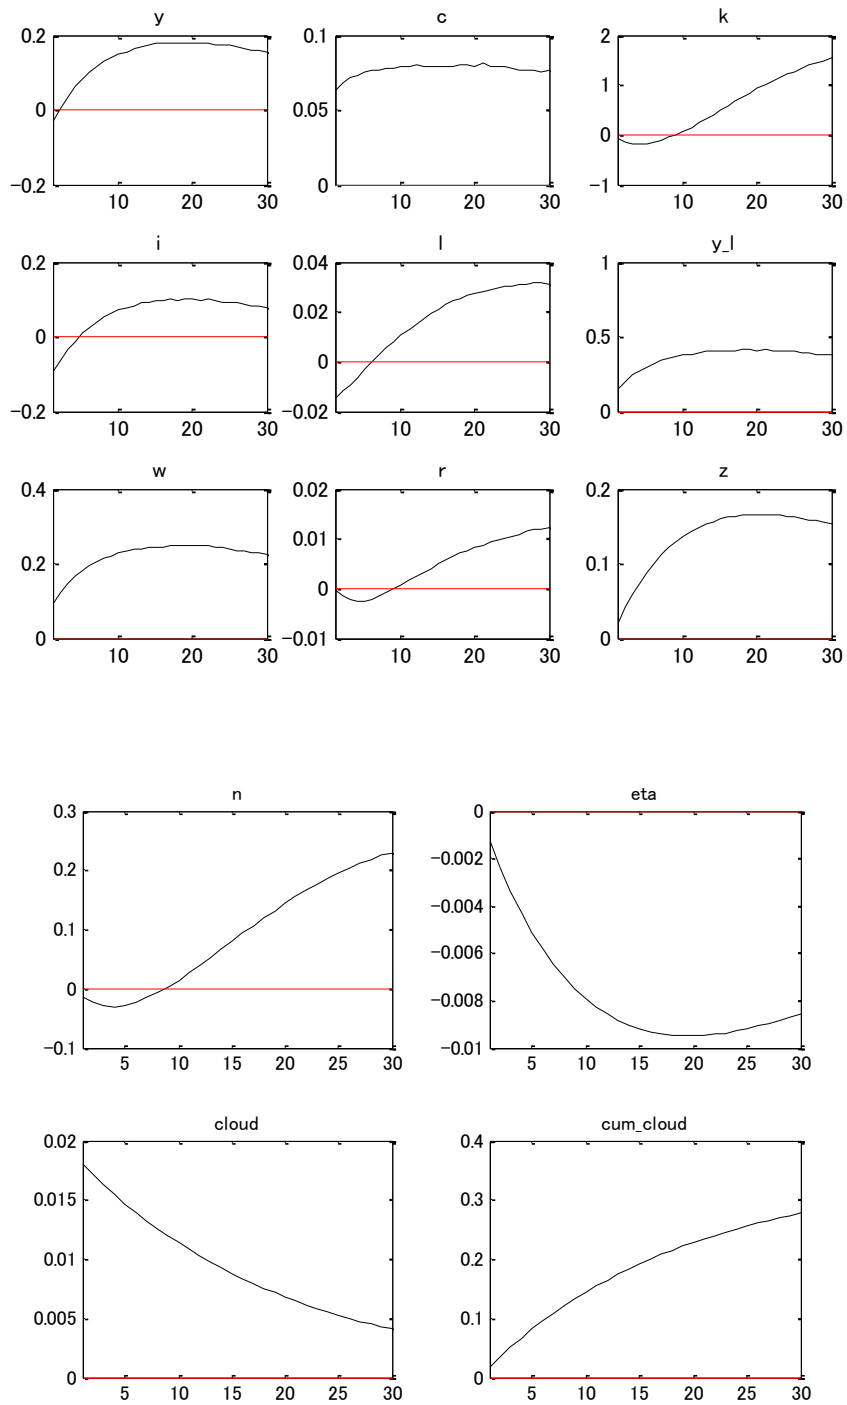 y c k
0.2 0.1 2
1
0 0.05 0
−0.2 0 −1
10 20 30 10 20 30 10 20 30
i l y_l
0.2 0.04 1
0.02
0 0.5
0
−0.2 −0.02 0
10 20 30 10 20 30 10 20 30
w r z
0.4 0.02 0.2
0.01
0.2 0.1
0
0 −0.01 0
10 20 30 10 20 30 10 20 30
n eta
0.3 0
−0.002
0.2
−0.004
0.1
−0.006
0 −0.008
−0.1 −0.01
5 10 15 20 25 30 5 10 15 20 25 30
cloud cum_cloud
0.02 0.4
0.015 0.3
0.01 0.2
0.005 0.1
0 0
5 10 15 20 25 30 5 10 15 20 25 30